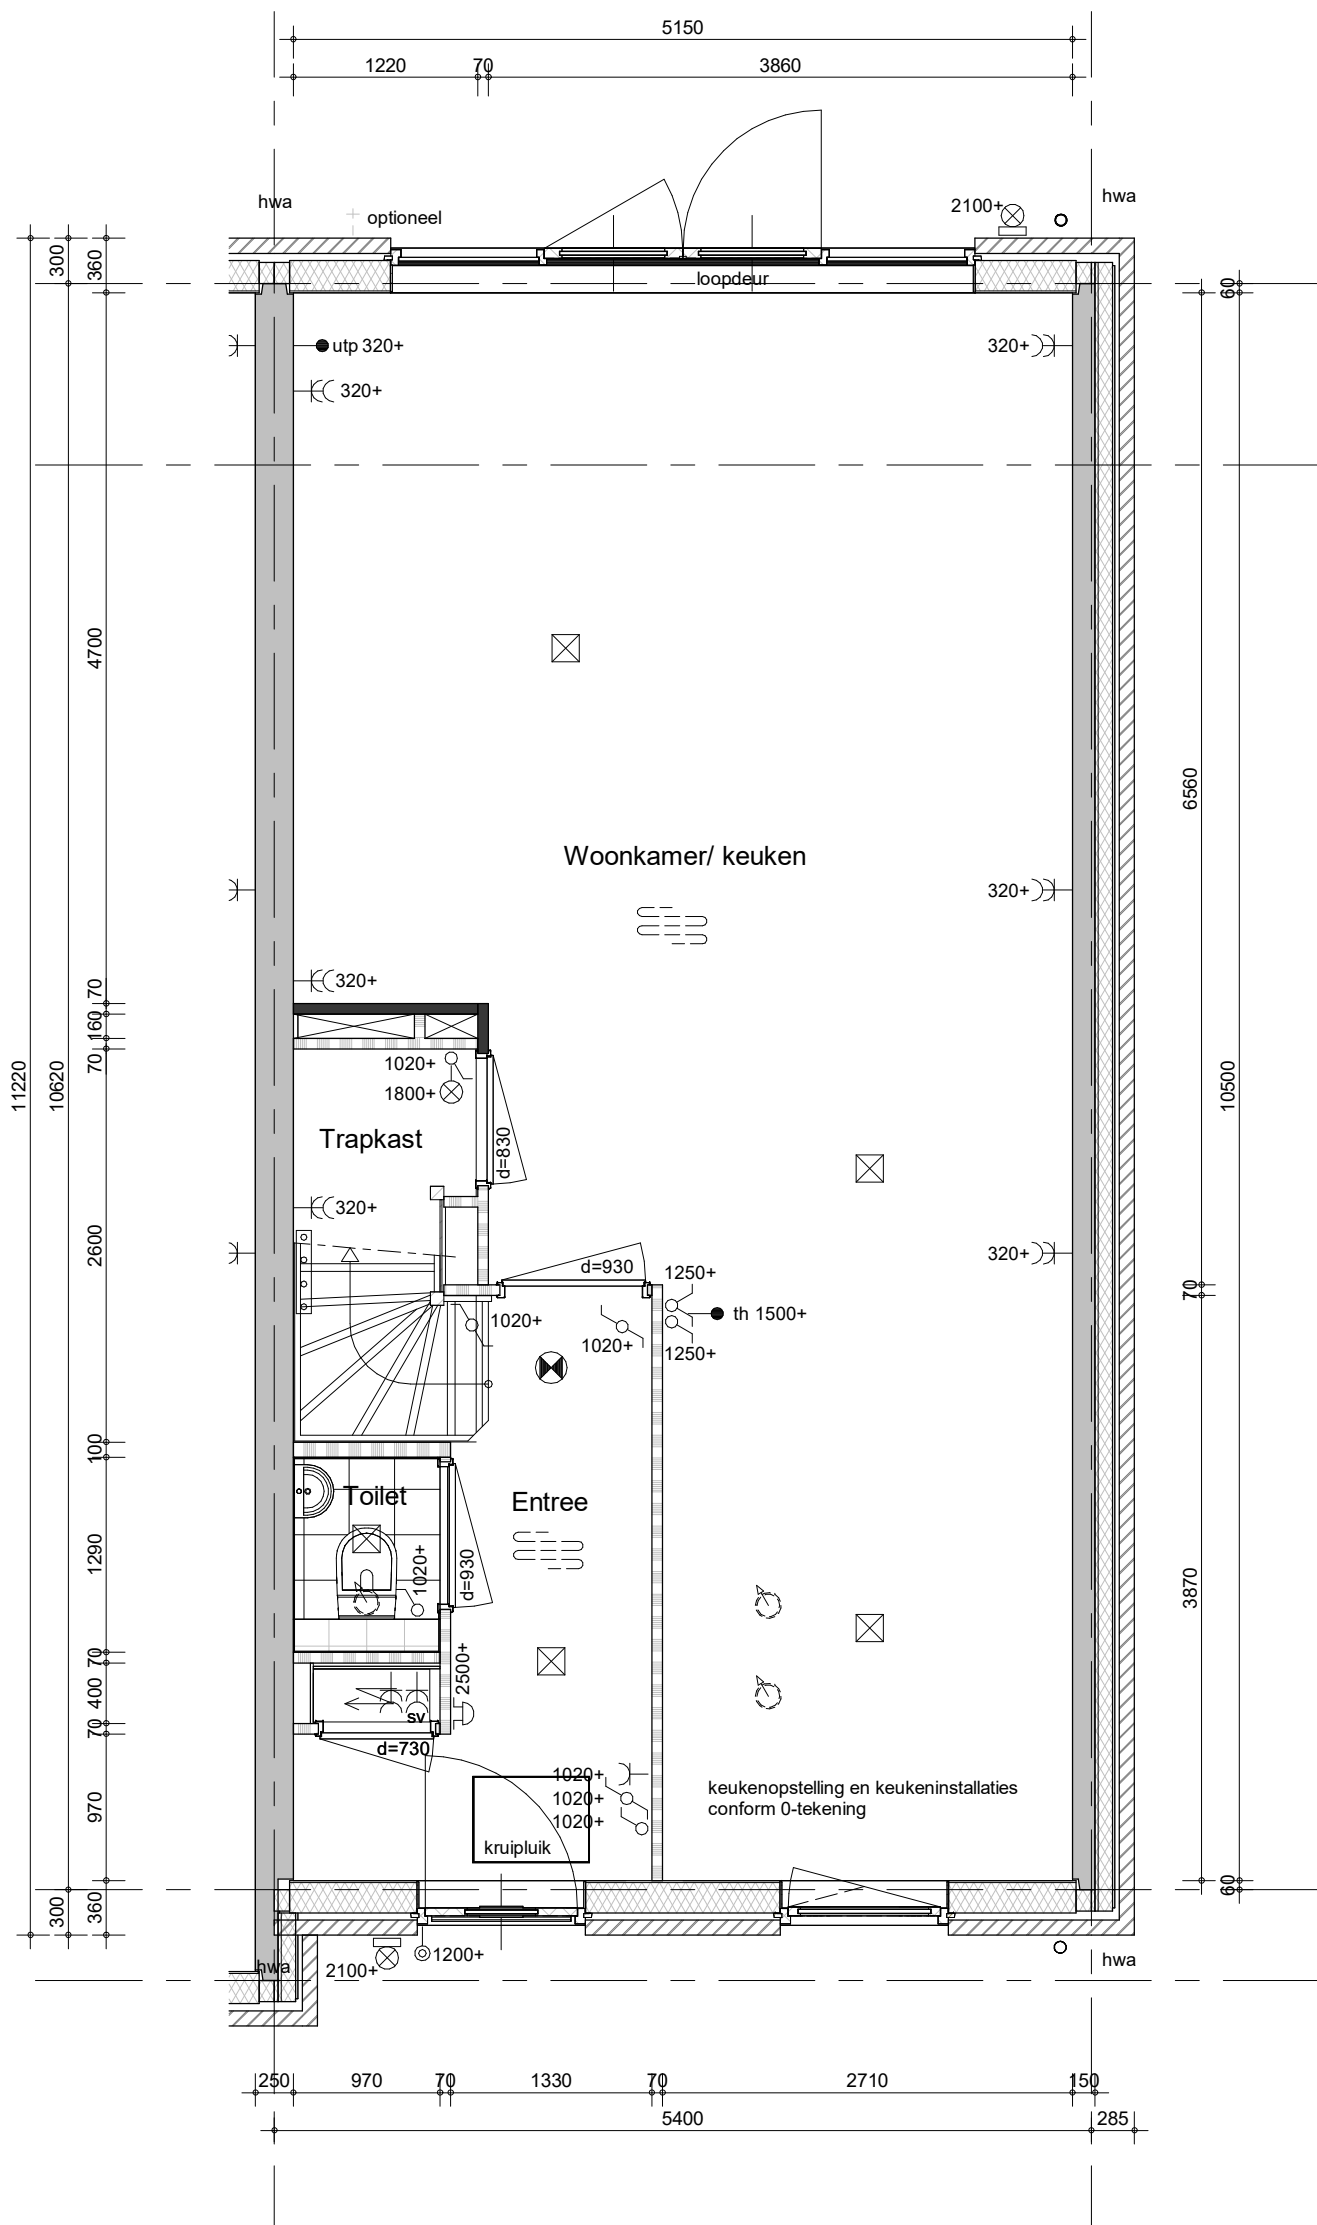 5150
1220 70 3860
hwa
optioneel
2100+
hwa
300
360
loopdeur
60
utp 320+
320+
320+
4700
6560
Woonkamer/ keuken
320+
320+
70
160
70
1020+
1800+
11220
10620
10500
Trapkast
d=830
320+
2600
320+
d=930
1250+
70
th 1500+
1020+
1020+
1250+
100
Toilet
Entree
1290
1020+
d=930
3870
70
2500+
400
sv
70
d=730
1020+
1020+
1020+
970
keukenopstelling en keukeninstallaties
conform 0-tekening
kruipluik
60
300
360
1200+
2100+
hwa
hwa
250 970 70 1330 70 2710 150
5400 285